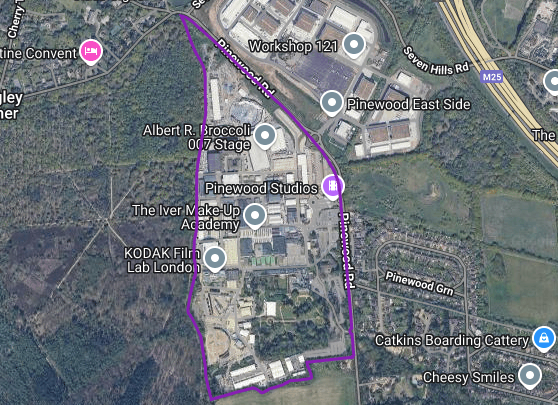 Cherry T
Se
Pinewood Rd
Workshop 121
Seven Hills Rd
M25
tine Convent
gley
ner
Pinewood East Side
The
Albert R. Broccoli
007 Stage
Pinewood Studios
The Iver Make-Up
Academy
Pinewood Rd
KODAK Film
Lab London
Pinewood Grn
Catkins Boarding Cattery
Cheesy Smiles